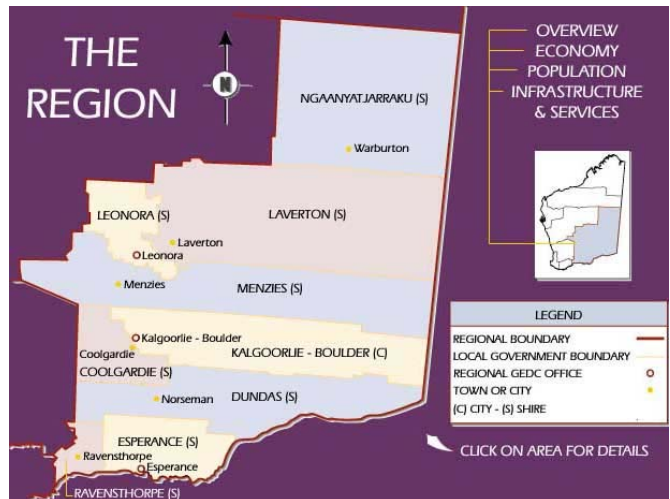 THE
REGION
N
OVERVIEW
ECONOMY
POPULATION
INFRASTRUCTURE
& SERVICES
NGAANYATJARRAKU (S)
Warburton
LEONORA (S)
LAVERTON (S)
Laverton
Leonora
Menzies
MENZIES (S)
Kalgoorlie - Boulder
Coolgardie
KALGOORLIE - BOULDER (C)
COOLGARDIE (S)
Norseman
DUNDAS (S)
ESPERANCE (S)
Ravensthorpe
Esperance
RAVENSTHORPE (S)
LEGEND
REGIONAL BOUNDARY
LOCAL GOVERNMENT BOUNDARY
REGIONAL GEDC OFFICE
TOWN OR CITY
(C) CITY - (S) SHIRE
CLICK ON AREA FOR DETAILS